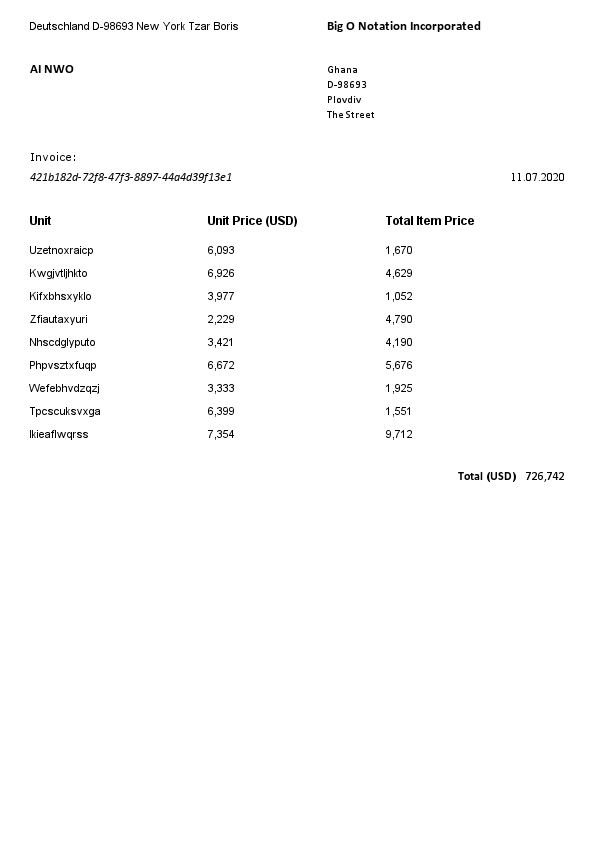 Deutschland D-98693 New York Tzar Boris
Big O Notation Incorporated
AI NWO
Ghana
D-98693
Plovdiv
The Street
Invoice:
421b182d-72f8-47f3-8897-44a4d39f13e1
11.07.2020
Unit Unit Price (USD) Total Item Price
Uzetnoxraicp 6,093 1,670
Kwgjvtljhkto 6,926 4,629
Kifxbhsxyklo 3,977 1,052
Zfiautaxyuri 2,229 4,790
Nhscdglyputo 3,421 4,190
Phpvsztxfuqp 6,672 5,676
Wefebhvdzqzj 3,333 1,925
Tpcscuksvxga 6,399 1,551
Ikieaflwqrss 7,354 9,712
Total (USD) 726,742